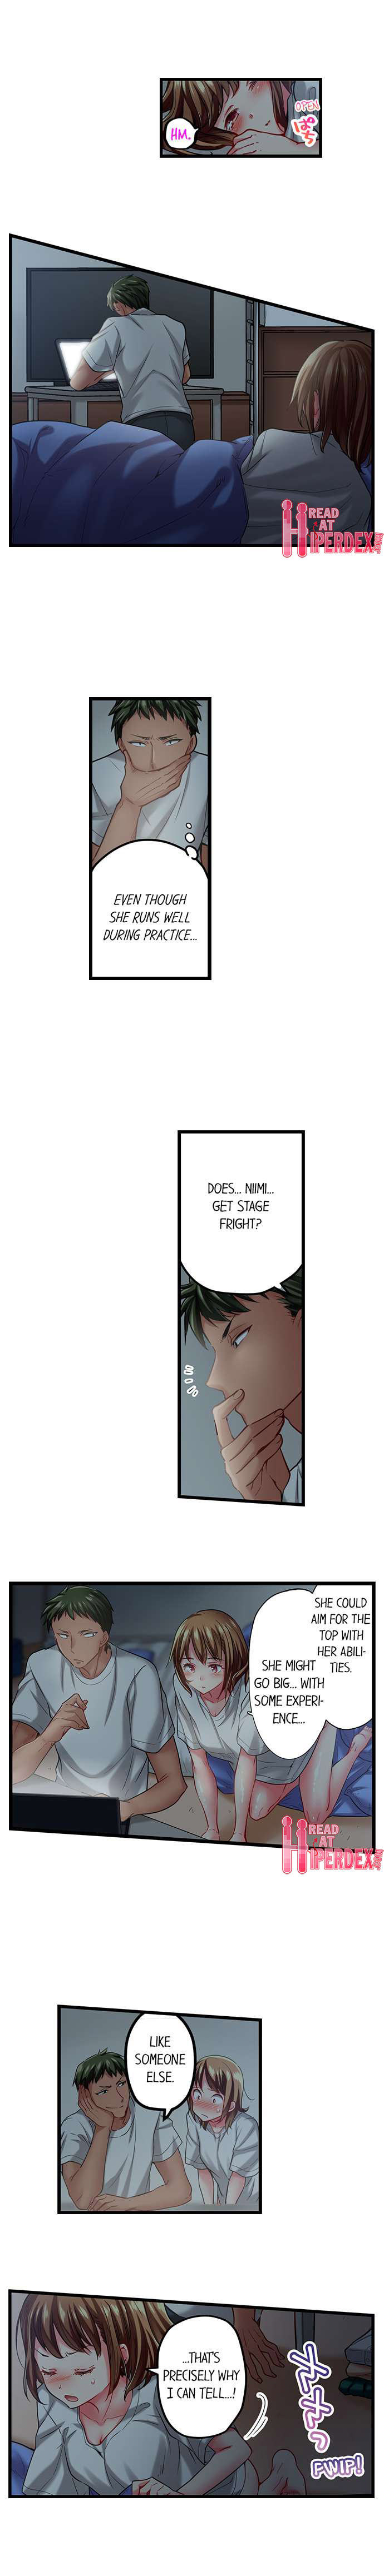 OPEN
ぱち
HM.
READ
AT
HIPERDEX
EVEN THOUGH
SHE RUNS WELL
DURING PRACTICE...
DOES... NIIMI...
GET STAGE
FRIGHT?
SHE COULD
AIM FOR THE
TOP WITH
HER ABILI-
TIES.
SHE MIGHT
GO BIG... WITH
SOME EXPERI-
ENCE...
READ
AT
HIPERDEX
LIKE
SOMEONE
ELSE.
...THAT'S
PRECISELY WHY
I CAN TELL...!